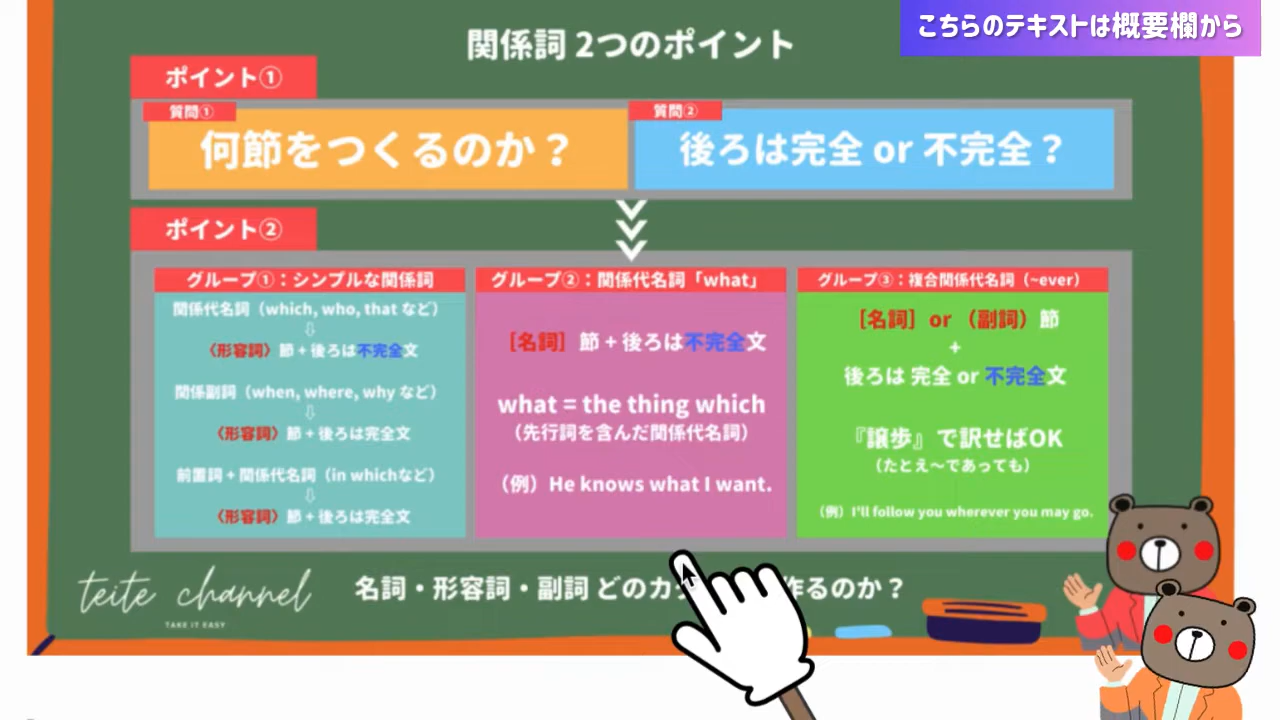 こちらのテキストは概要欄から
関係詞 2つのポイント
ポイント①
質問①
何節をつくるのか？
質問②
後ろは完全 or 不完全？
ポイント②
グループ①：シンプルな関係詞
関係代名詞（which, who, that など）
⇩
〈形容詞〉節 + 後ろは不完全文
関係副詞（when, where, why など）
⇩
〈形容詞〉節 + 後ろは完全文
前置詞 + 関係代名詞（in whichなど）
⇩
〈形容詞〉節 + 後ろは完全文
グループ②：関係代名詞「what」
［名詞］節 + 後ろは不完全文
what = the thing which
（先行詞を含んだ関係代名詞）
（例）He knows what I want.
グループ③：複合関係代名詞（~ever）
［名詞］or（副詞）節
+
後ろは 完全 or 不完全文
『譲歩』で訳せばOK
（たとえ～であっても）
（例）I'll follow you wherever you may go.
teite channel
TAKE IT EASY
名詞・形容詞・副詞 どのカ 作るのか？